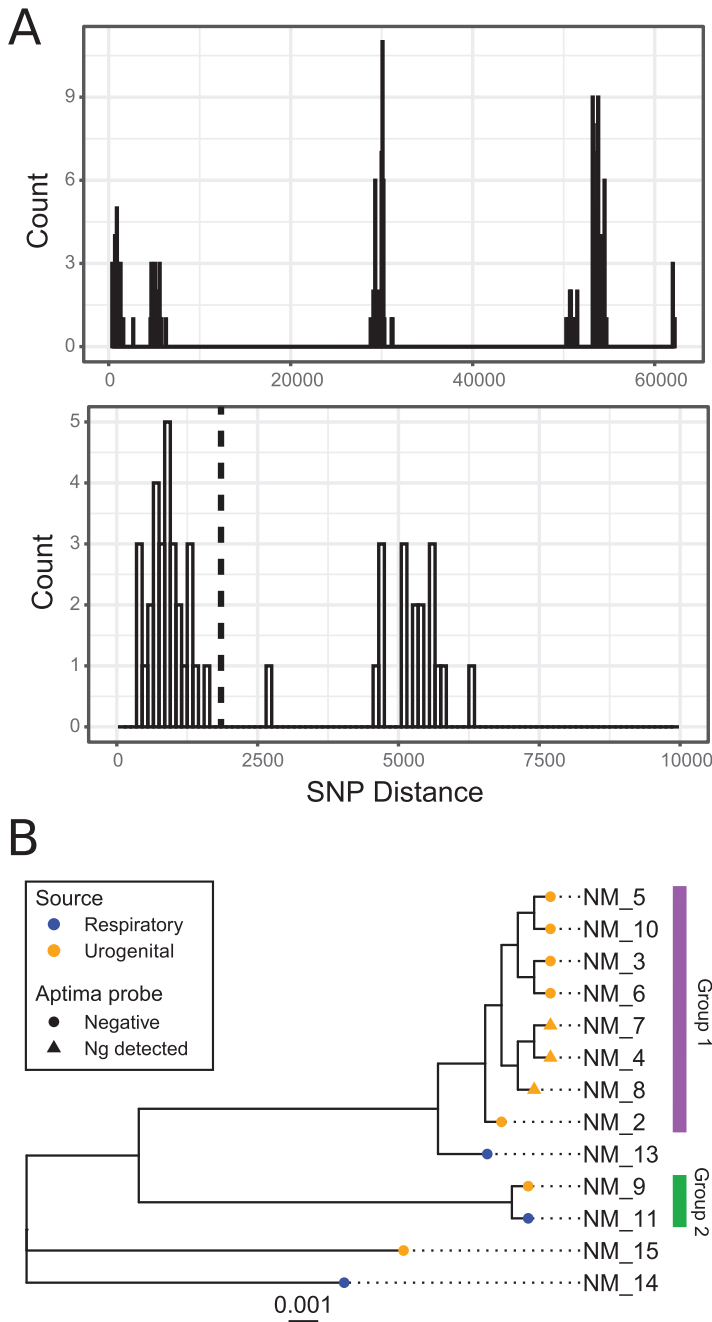 A
Count
9
6
3
0
0
20000
40000
60000
Count
5
4
3
2
1
0
0
2500
5000
7500
10000
SNP Distance
B
Source
Respiratory
Urogenital
Aptima probe
Negative
Ng detected
NM_5
NM_10
NM_3
NM_6
NM_7
NM_4
NM_8
NM_2
NM_13
NM_9
NM_11
NM_15
NM_14
Group 1
Group 2
0.001